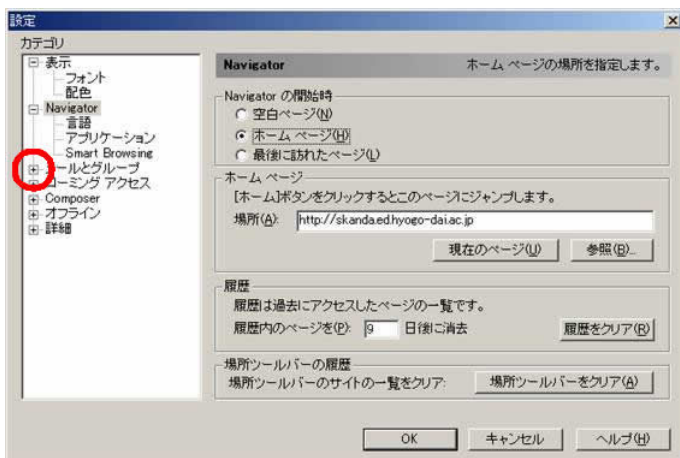 設定
カテゴリ
表示
フォント
配色
Navigator
言語
アプリケーション
Smart Browsing
ールとグループ
ローミング アクセス
Composer
オフライン
詳細
Navigator
ホーム ページの場所を指定します。
Navigator の開始時
空白ページ(N)
ホーム ページ(H)
最後に訪れたページ(L)
ホーム ページ
[ホーム]ボタンをクリックするとこのページにジャンプします。
場所(A):
http://skanda.ed.hyogo-dai.ac.jp
現在のページ(U)
参照(B)...
履歴
履歴は過去にアクセスしたページの一覧です。
履歴内のページを(P): 9 日後に消去
履歴をクリア(R)
場所ツールバーの履歴
場所ツールバーのサイトの一覧をクリア:
場所ツールバーをクリア(A)
OK
キャンセル
ヘルプ(H)